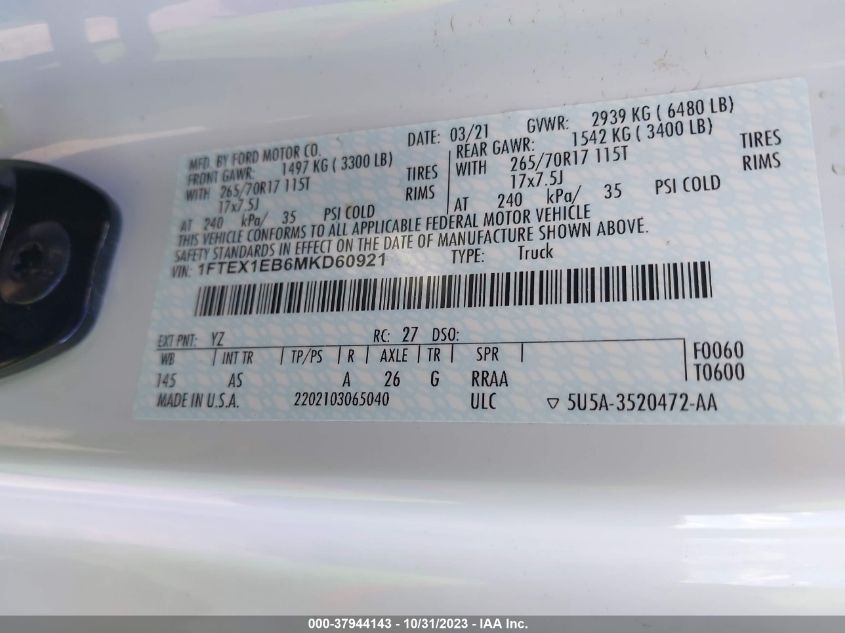 MFD. BY FORD MOTOR CO.
DATE: 03/21 GVWR: 2939 KG ( 6480 LB)
FRONT GAWR: 1497 KG ( 3300 LB)
REAR GAWR: 1542 KG ( 3400 LB)
WITH 265/70R17 115T TIRES
WITH 265/70R17 115T TIRES
17x7.5J RIMS
17x7.5J RIMS
AT 240 kPa/ 35 PSI COLD
AT 240 kPa/ 35 PSI COLD
THIS VEHICLE CONFORMS TO ALL APPLICABLE FEDERAL MOTOR VEHICLE
SAFETY STANDARDS IN EFFECT ON THE DATE OF MANUFACTURE SHOWN ABOVE.
VIN: 1FTEX1EB6MKD60921 TYPE: Truck
EXT PNT: YZ RC: 27 DSO:
WB INT TR TP/PS R AXLE TR SPR F0060
145 AS A 26 G RRAA T0600
MADE IN U.S.A. 2202103065040 ULC ▽ 5U5A-3520472-AA
000-37944143 - 10/31/2023 - IAA Inc.